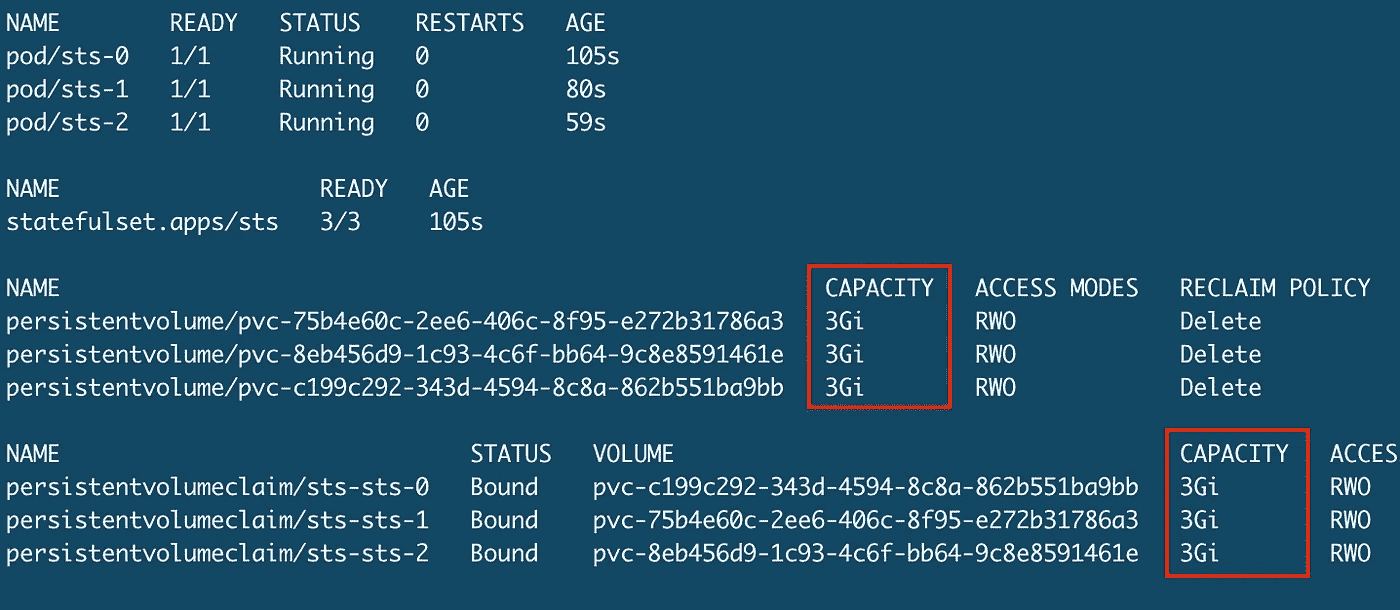 NAME READY STATUS RESTARTS AGE
pod/sts-0 1/1 Running 0 105s
pod/sts-1 1/1 Running 0 80s
pod/sts-2 1/1 Running 0 59s
NAME READY AGE
statefulset.apps/sts 3/3 105s
NAME CAPACITY ACCESS MODES RECLAIM POLICY
persistentvolume/pvc-75b4e60c-2ee6-406c-8f95-e272b31786a3 3Gi RWO Delete
persistentvolume/pvc-8eb456d9-1c93-4c6f-bb64-9c8e8591461e 3Gi RWO Delete
persistentvolume/pvc-c199c292-343d-4594-8c8a-862b551ba9bb 3Gi RWO Delete
NAME STATUS VOLUME CAPACITY ACCES
persistentvolumeclaim/sts-sts-0 Bound pvc-c199c292-343d-4594-8c8a-862b551ba9bb 3Gi RWO
persistentvolumeclaim/sts-sts-1 Bound pvc-75b4e60c-2ee6-406c-8f95-e272b31786a3 3Gi RWO
persistentvolumeclaim/sts-sts-2 Bound pvc-8eb456d9-1c93-4c6f-bb64-9c8e8591461e 3Gi RWO